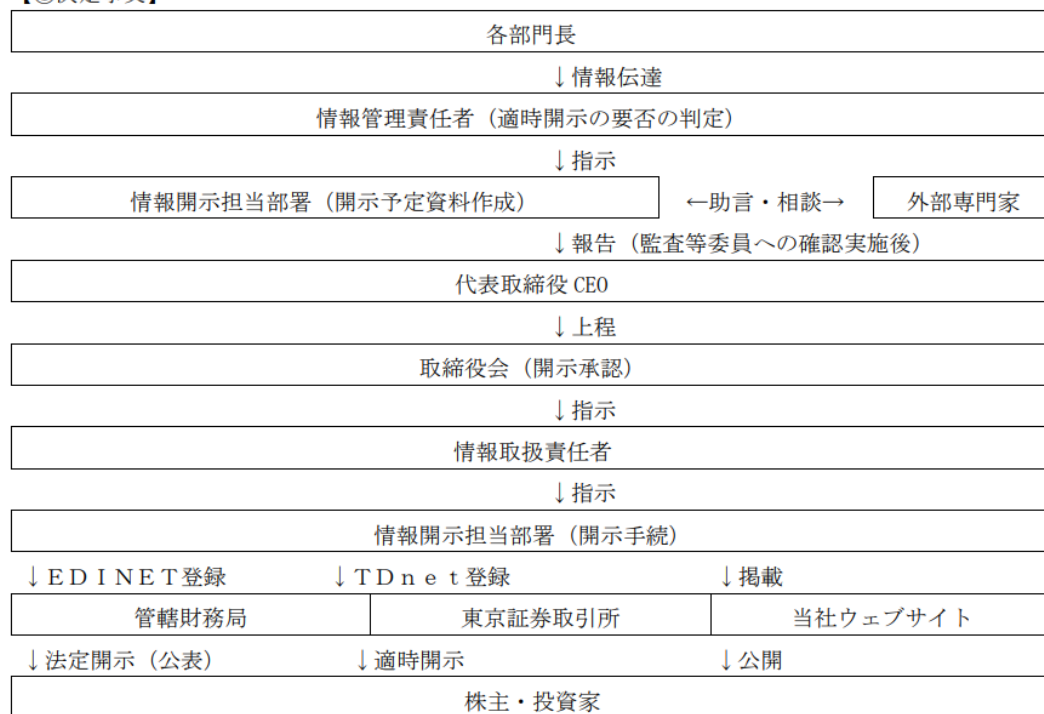 各部門長
↓情報伝達
情報管理責任者（適時開示の要否の判定）
↓指示
情報開示担当部署（開示予定資料作成） ←助言・相談→ 外部専門家
↓報告（監査等委員への確認実施後）
代表取締役 CEO
↓上程
取締役会（開示承認）
↓指示
情報取扱責任者
↓指示
情報開示担当部署（開示手続）
↓ＥＤＩＮＥＴ登録 ↓ＴＤｎｅｔ登録 ↓掲載
管轄財務局 東京証券取引所 当社ウェブサイト
↓法定開示（公表） ↓適時開示 ↓公開
株主・投資家